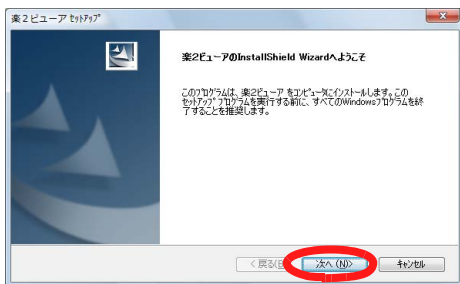 楽2ビューア セットアップ
楽2ビューアのInstallShield Wizardへようこそ
このプログラムは、楽2ビューア をコンピュータにインストールします。この
セットアップ プログラムを実行する前に、すべてのWindowsプログラムを終
了することを推奨します。
< 戻る(B
次へ (N)>
キャンセル